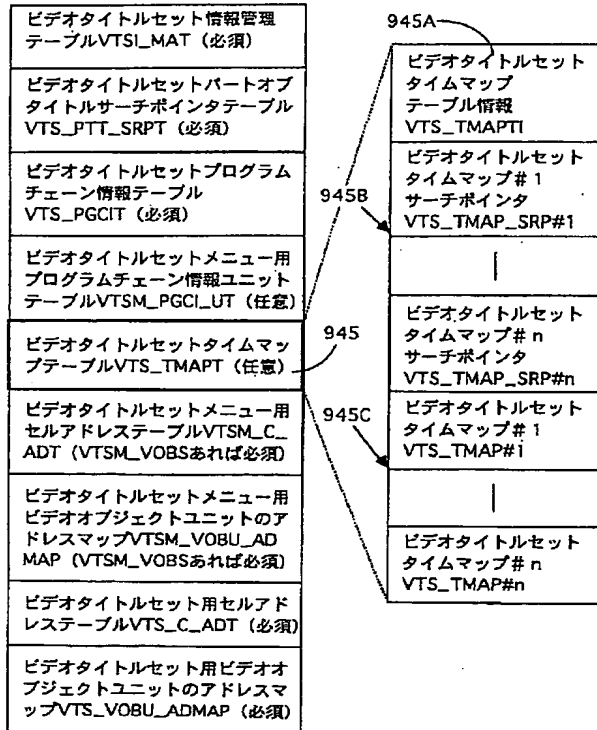 ビデオタイトルセット情報管理
テーブルVTSI_MAT（必須）
ビデオタイトルセットパートオブ
タイトルサーチポインタテーブル
VTS_PTT_SRPT（必須）
ビデオタイトルセットプログラム
チェーン情報テーブル
VTS_PGCIT（必須）
ビデオタイトルセットメニュー用
プログラムチェーン情報ユニット
テーブルVTSM_PGCI_UT（任意）
ビデオタイトルセットタイムマッ
プテーブルVTS_TMAPT（任意）
ビデオタイトルセットメニュー用
セルアドレステーブルVTSM_C_
ADT（VTSM_VOBSあれば必須）
ビデオタイトルセットメニュー用
ビデオオブジェクトユニットのア
ドレスマップVTSM_VOBU_AD
MAP（VTSM_VOBSあれば必須）
ビデオタイトルセット用セルアド
レステーブルVTS_C_ADT（必須）
ビデオタイトルセット用ビデオオ
ブジェクトユニットのアドレスマ
ップVTS_VOBU_ADMAP（必須）
945
945A
945B
945C
ビデオタイトルセット
タイムマップ
テーブル情報
VTS_TMAPTI
ビデオタイトルセット
タイムマップ＃1
サーチポインタ
VTS_TMAP_SRP#1
ビデオタイトルセット
タイムマップ＃n
サーチポインタ
VTS_TMAP_SRP#n
ビデオタイトルセット
タイムマップ＃1
VTS_TMAP#1
ビデオタイトルセット
タイムマップ＃n
VTS_TMAP#n